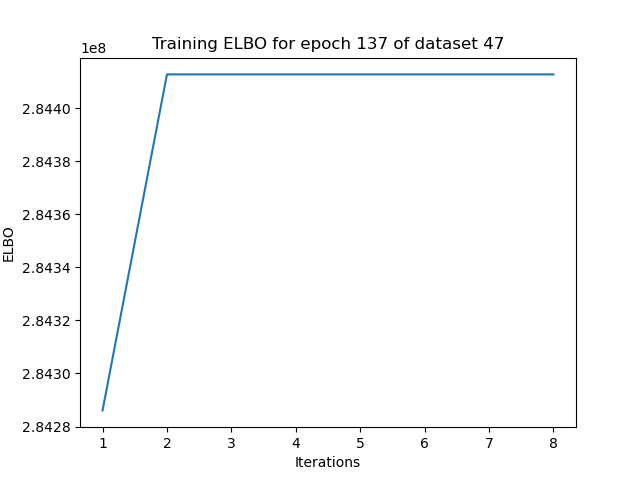 Training ELBO for epoch 137 of dataset 47
1e8
2.8440
2.8438
2.8436
2.8434
2.8432
2.8430
2.8428
ELBO
1 2 3 4 5 6 7 8
Iterations